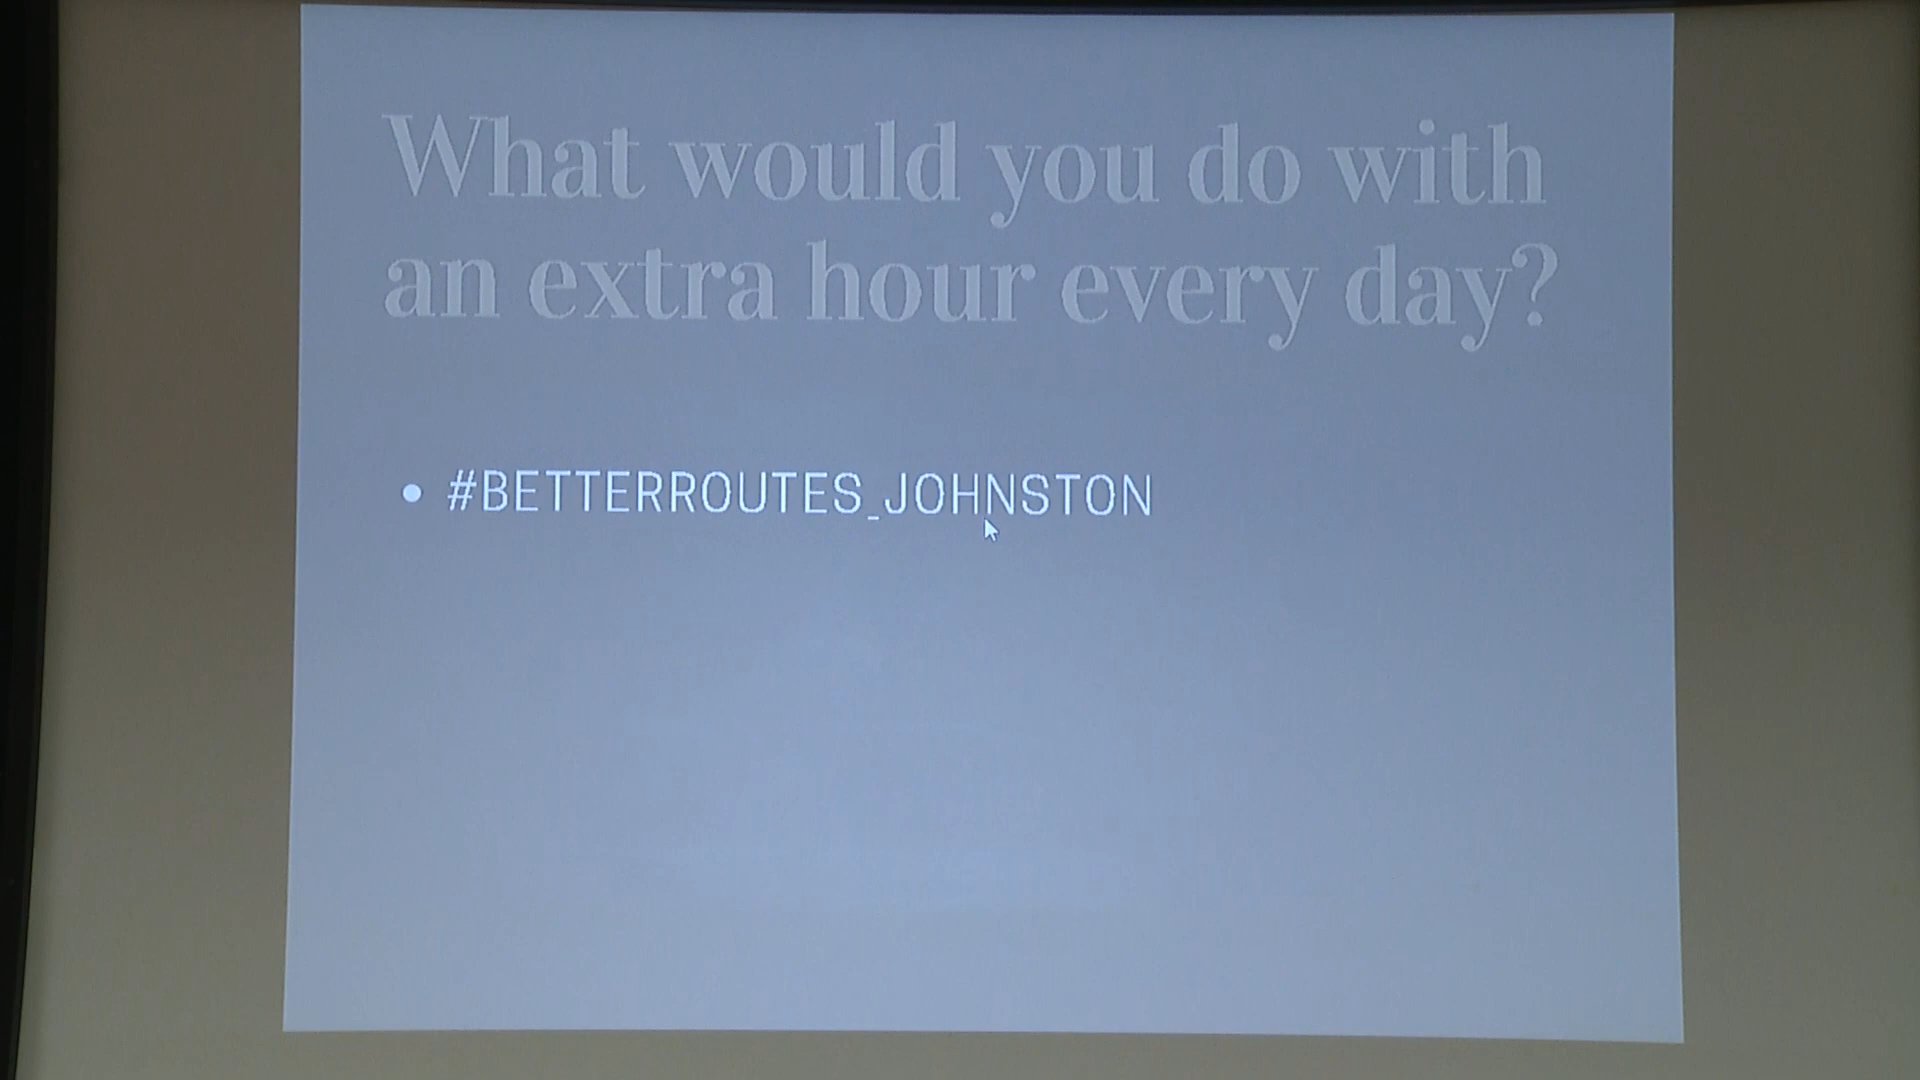 What would you do with
an extra hour every day?
• #BETTERROUTES_JOHNSTON